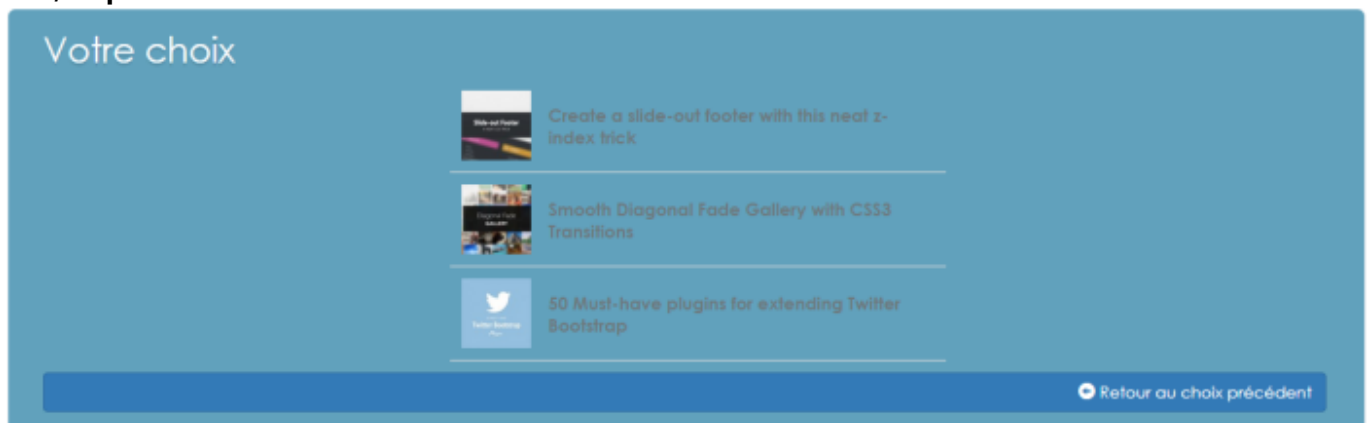 Votre choix
Slide-out Footer
Create a slide-out footer with this neat z-
index trick
Diagonal Fade
GALLERY
Smooth Diagonal Fade Gallery with CSS3
Transitions
Twitter Bootstrap
50 Must-have plugins for extending Twitter
Bootstrap
Retour au choix précédent